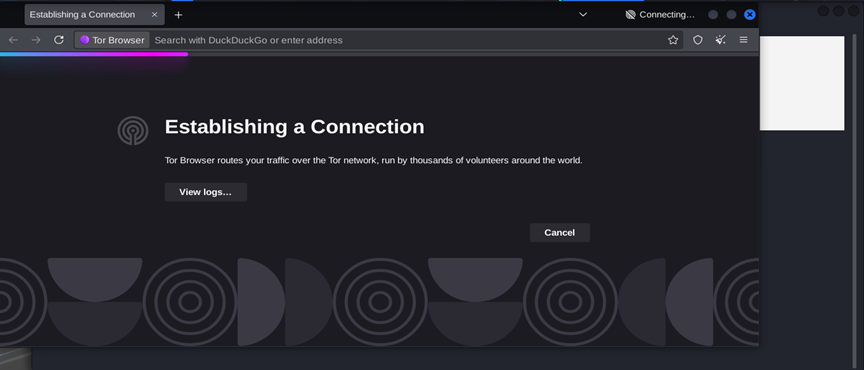 Establishing a Connection
Connecting...
Tor Browser
Search with DuckDuckGo or enter address
Establishing a Connection
Tor Browser routes your traffic over the Tor network, run by thousands of volunteers around the world.
View logs...
Cancel